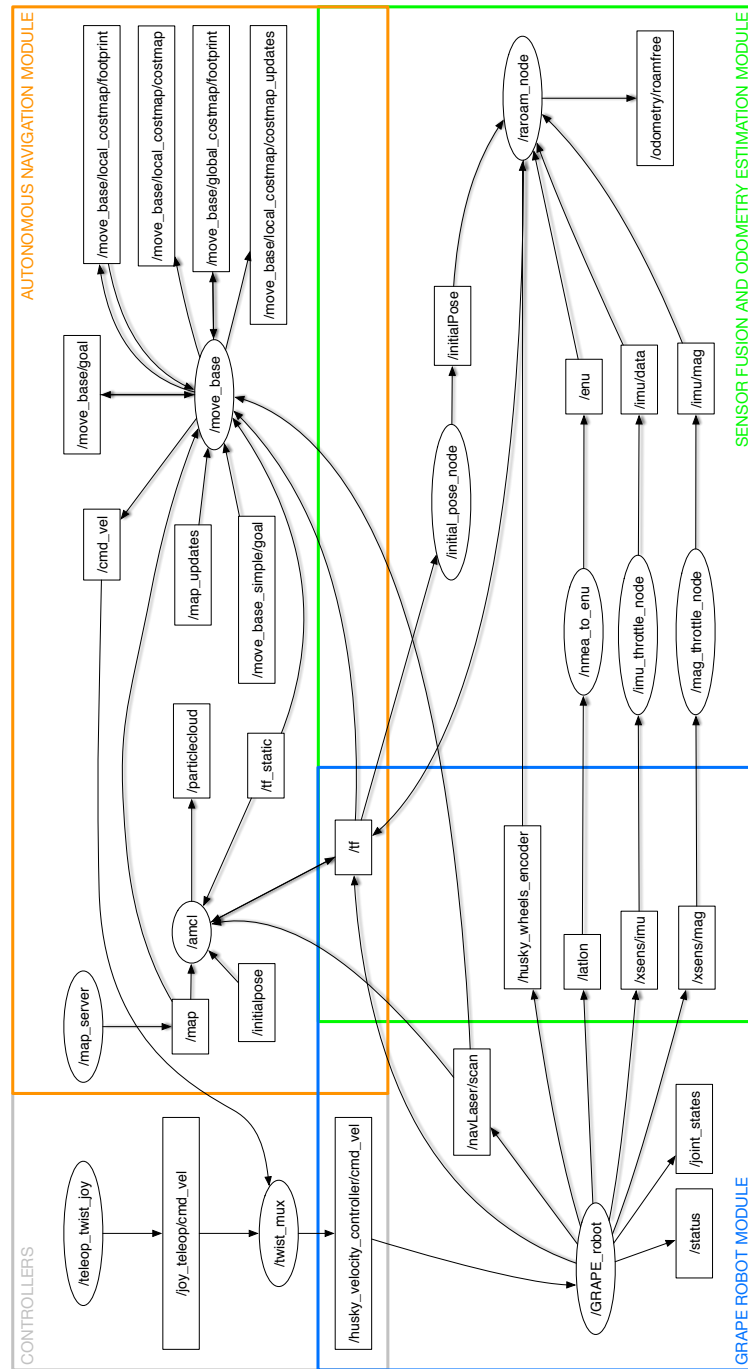 CONTROLLERS
AUTONOMOUS NAVIGATION MODULE
/teleop_twist_joy
/joy_teleop/cmd_vel
/twist_mux
/husky_velocity_controller/cmd_vel
/map_server
/map
/initialpose
/amcl
/particlecloud
/tf_static
/cmd_vel
/map_updates
/move_base_simple/goal
/move_base/goal
/move_base
/move_base/local_costmap/footprint
/move_base/local_costmap/costmap
/move_base/global_costmap/footprint
/move_base/local_costmap/costmap_updates
/tf
/navLaser/scan
/GRAPE_robot
/status
/joint_states
/husky_wheels_encoder
/latlon
/xsens/imu
/xsens/mag
/initial_pose_node
/initialPose
/nmea_to_enu
/imu_throttle_node
/mag_throttle_node
/enu
/imu/data
/imu/mag
/raroam_node
/odometry/roamfree
GRAPE ROBOT MODULE
SENSOR FUSION AND ODOMETRY ESTIMATION MODULE